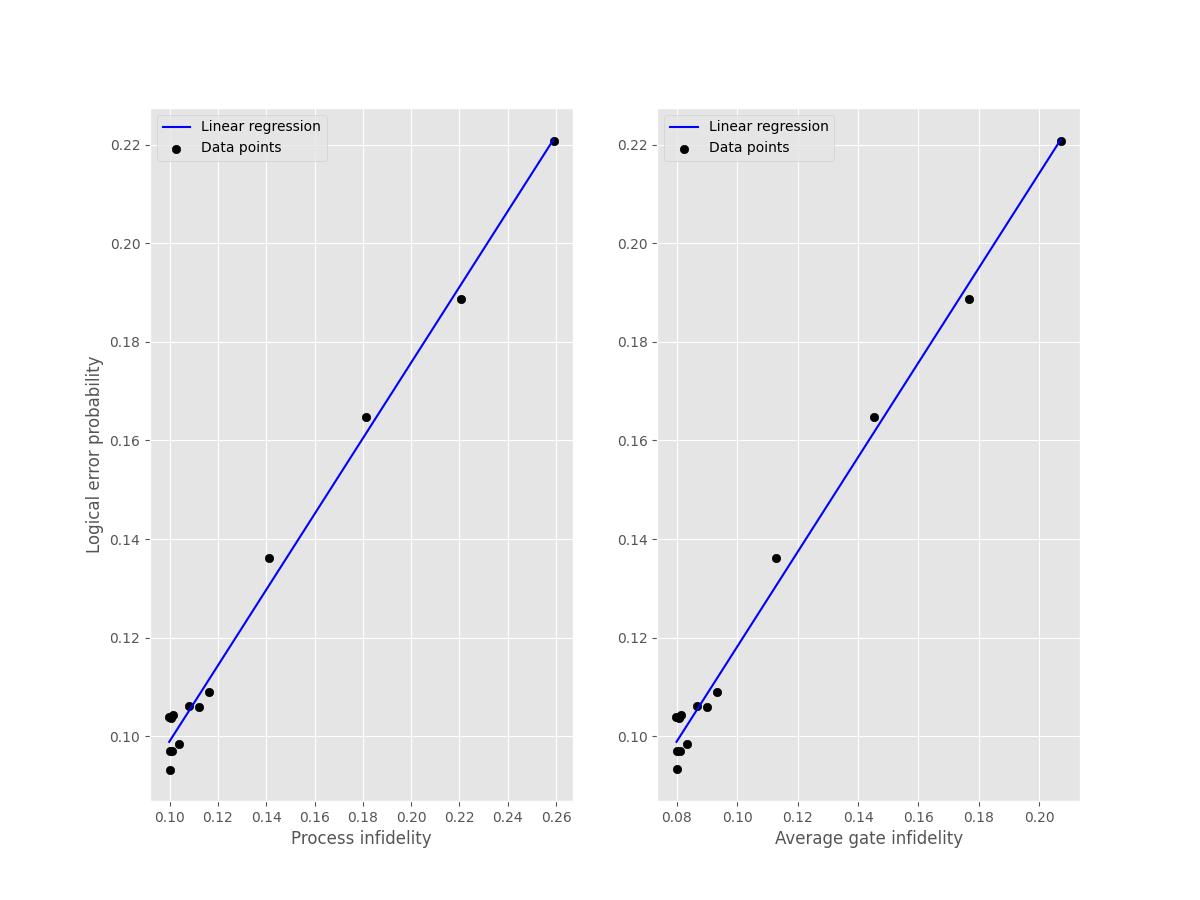 Linear regression
Data points
0.22
0.20
0.18
0.16
0.14
0.12
0.10
Logical error probability
0.10 0.12 0.14 0.16 0.18 0.20 0.22 0.24 0.26
Process infidelity
Linear regression
Data points
0.22
0.20
0.18
0.16
0.14
0.12
0.10
0.08 0.10 0.12 0.14 0.16 0.18 0.20
Average gate infidelity